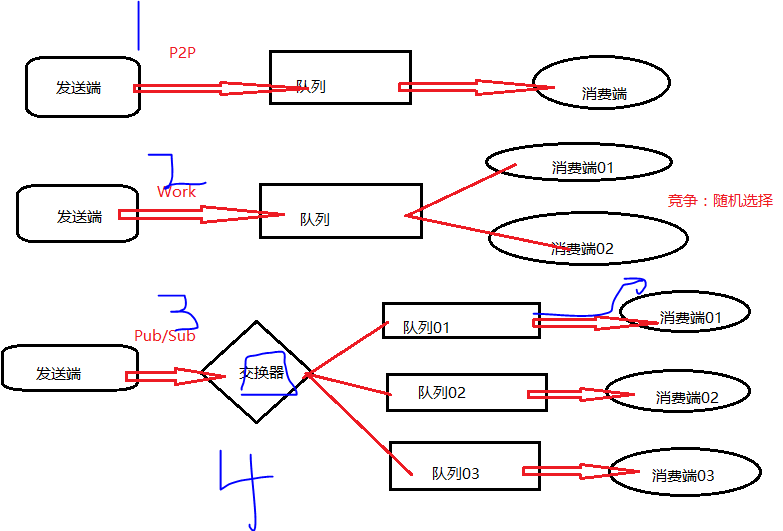 1
P2P
发送端
队列
消费端
2
Work
发送端
队列
消费端01
消费端02
竞争：随机选择
3
Pub/Sub
发送端
交换器
队列01
消费端01
队列02
消费端02
队列03
消费端03
4